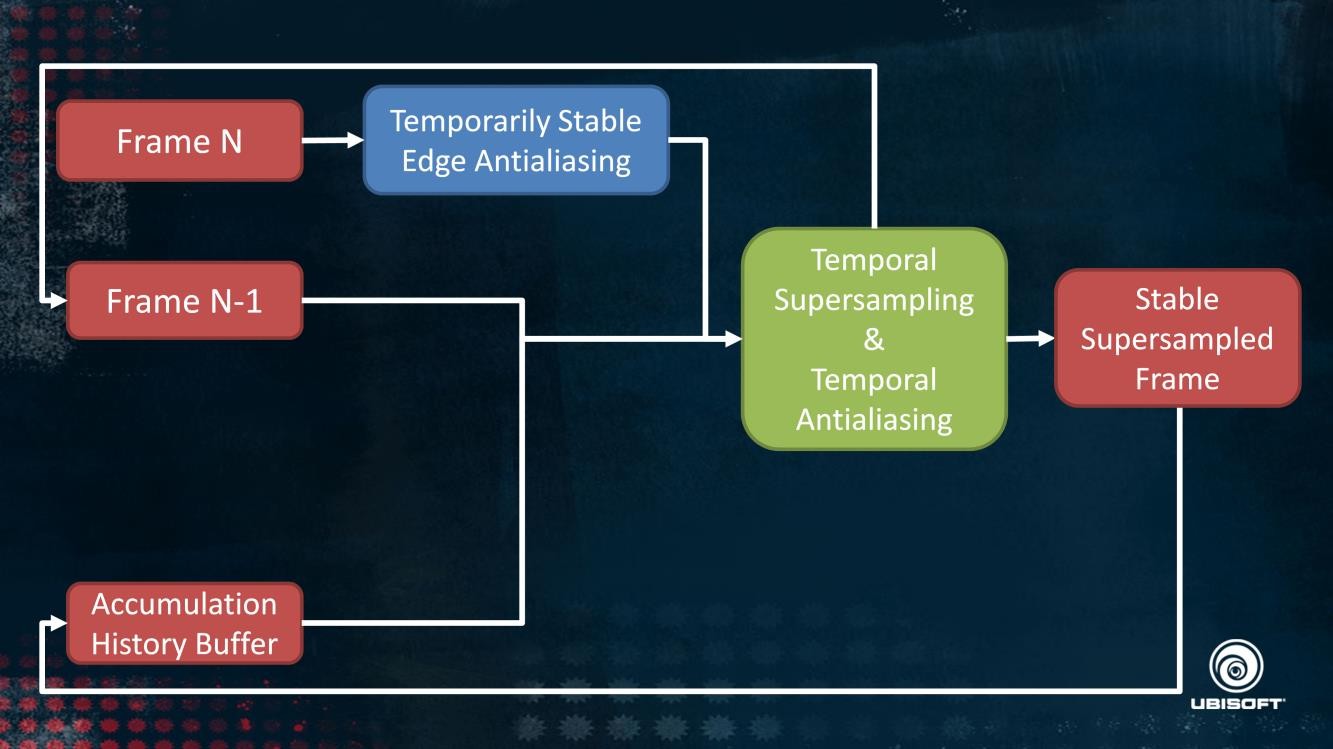 Frame N
Temporarily Stable
Edge Antialiasing
Frame N-1
Temporal
Supersampling
&
Temporal
Antialiasing
Stable
Supersampled
Frame
Accumulation
History Buffer
UBISOFT